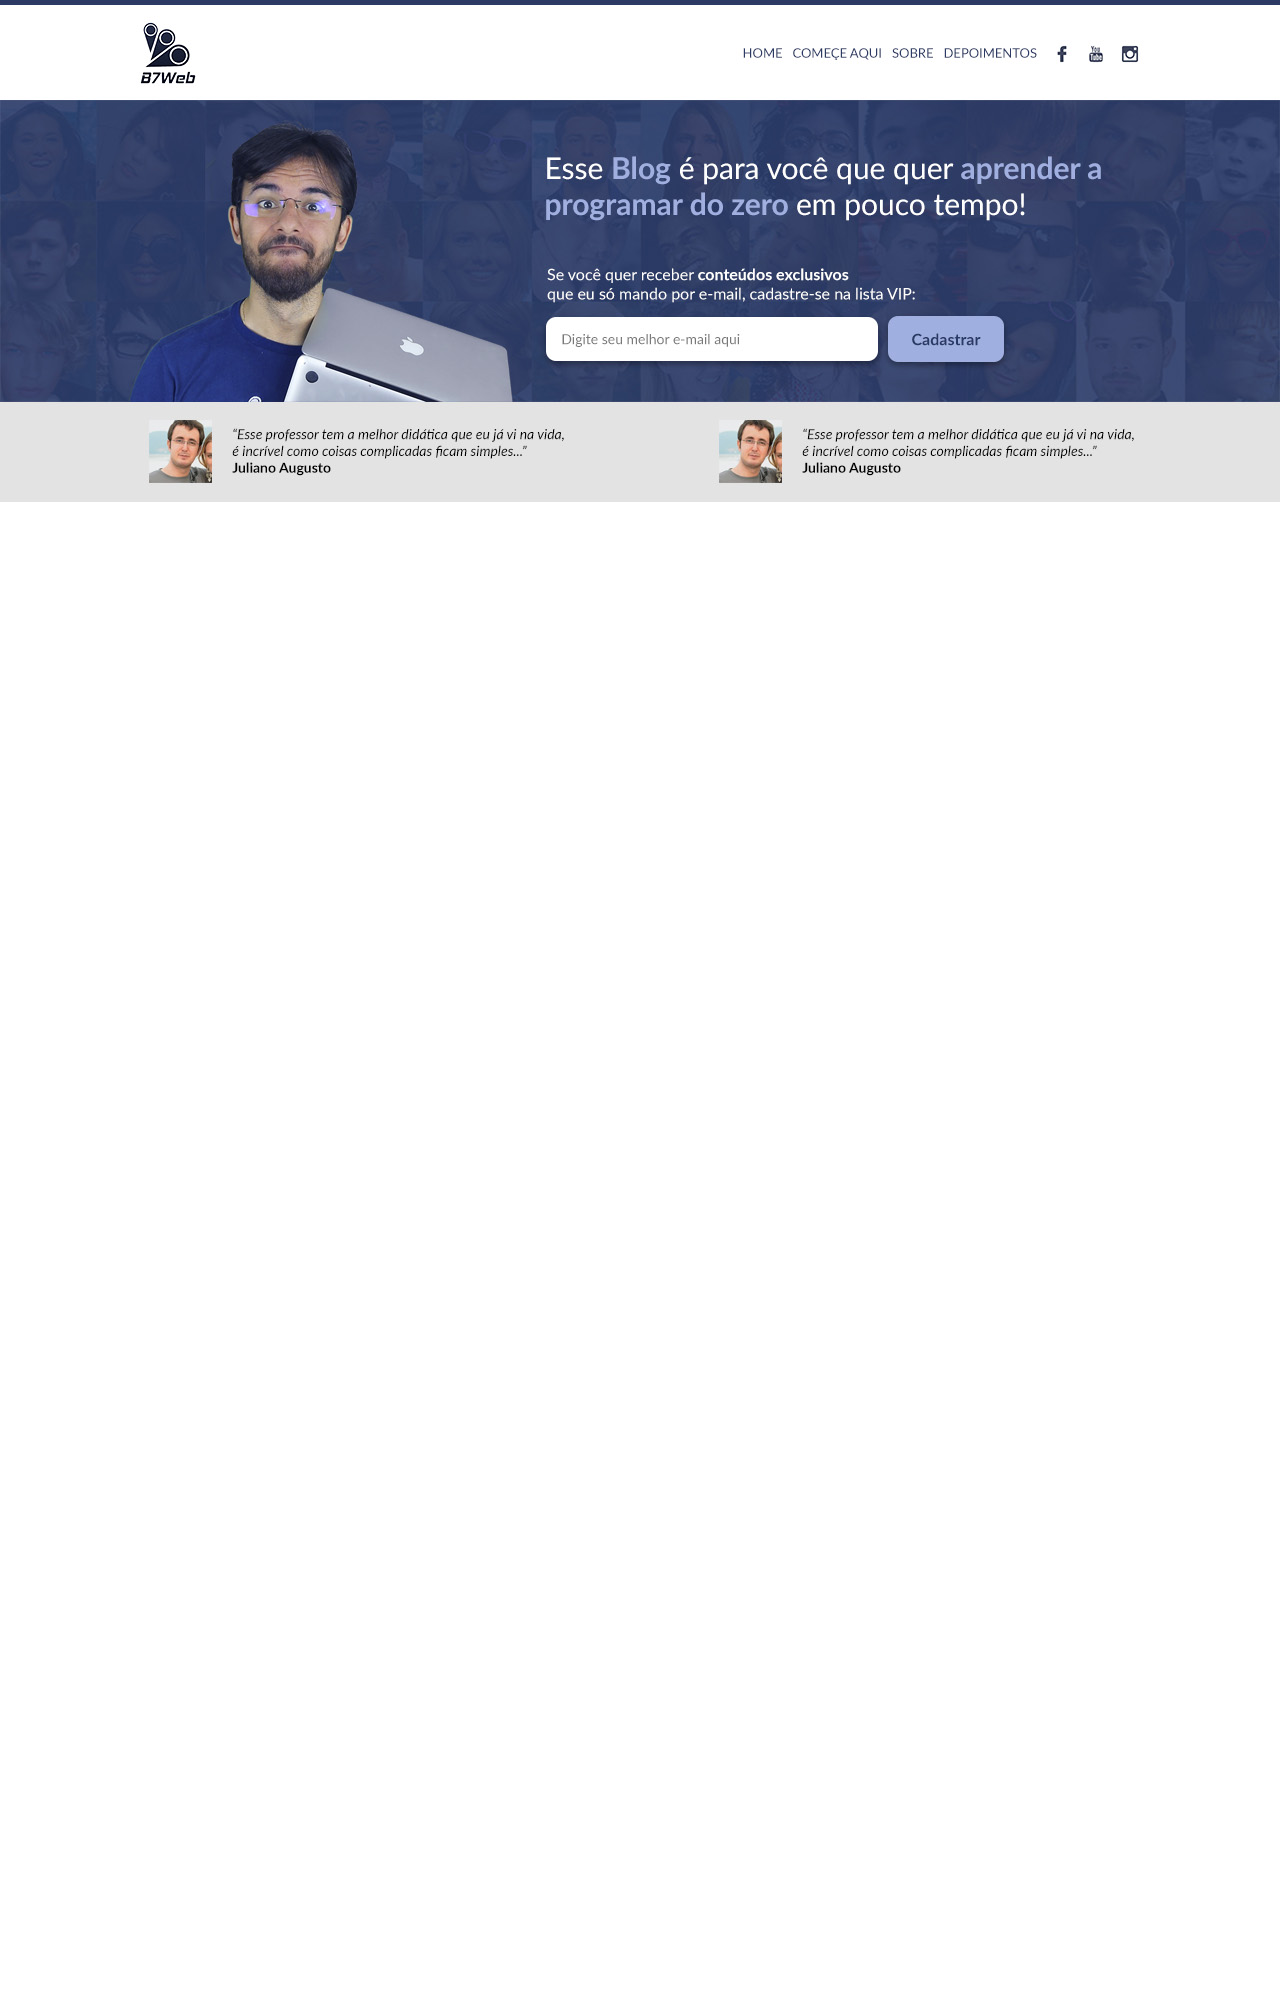 B7Web
HOME COMEÇE AQUI SOBRE DEPOIMENTOS
You
Tube
Esse Blog é para você que quer aprender a
programar do zero em pouco tempo!
Se você quer receber conteúdos exclusivos
que eu só mando por e-mail, cadastre-se na lista VIP:
Digite seu melhor e-mail aqui
Cadastrar
“Esse professor tem a melhor didática que eu já vi na vida,
é incrível como coisas complicadas ficam simples...”
Juliano Augusto
“Esse professor tem a melhor didática que eu já vi na vida,
é incrível como coisas complicadas ficam simples...”
Juliano Augusto